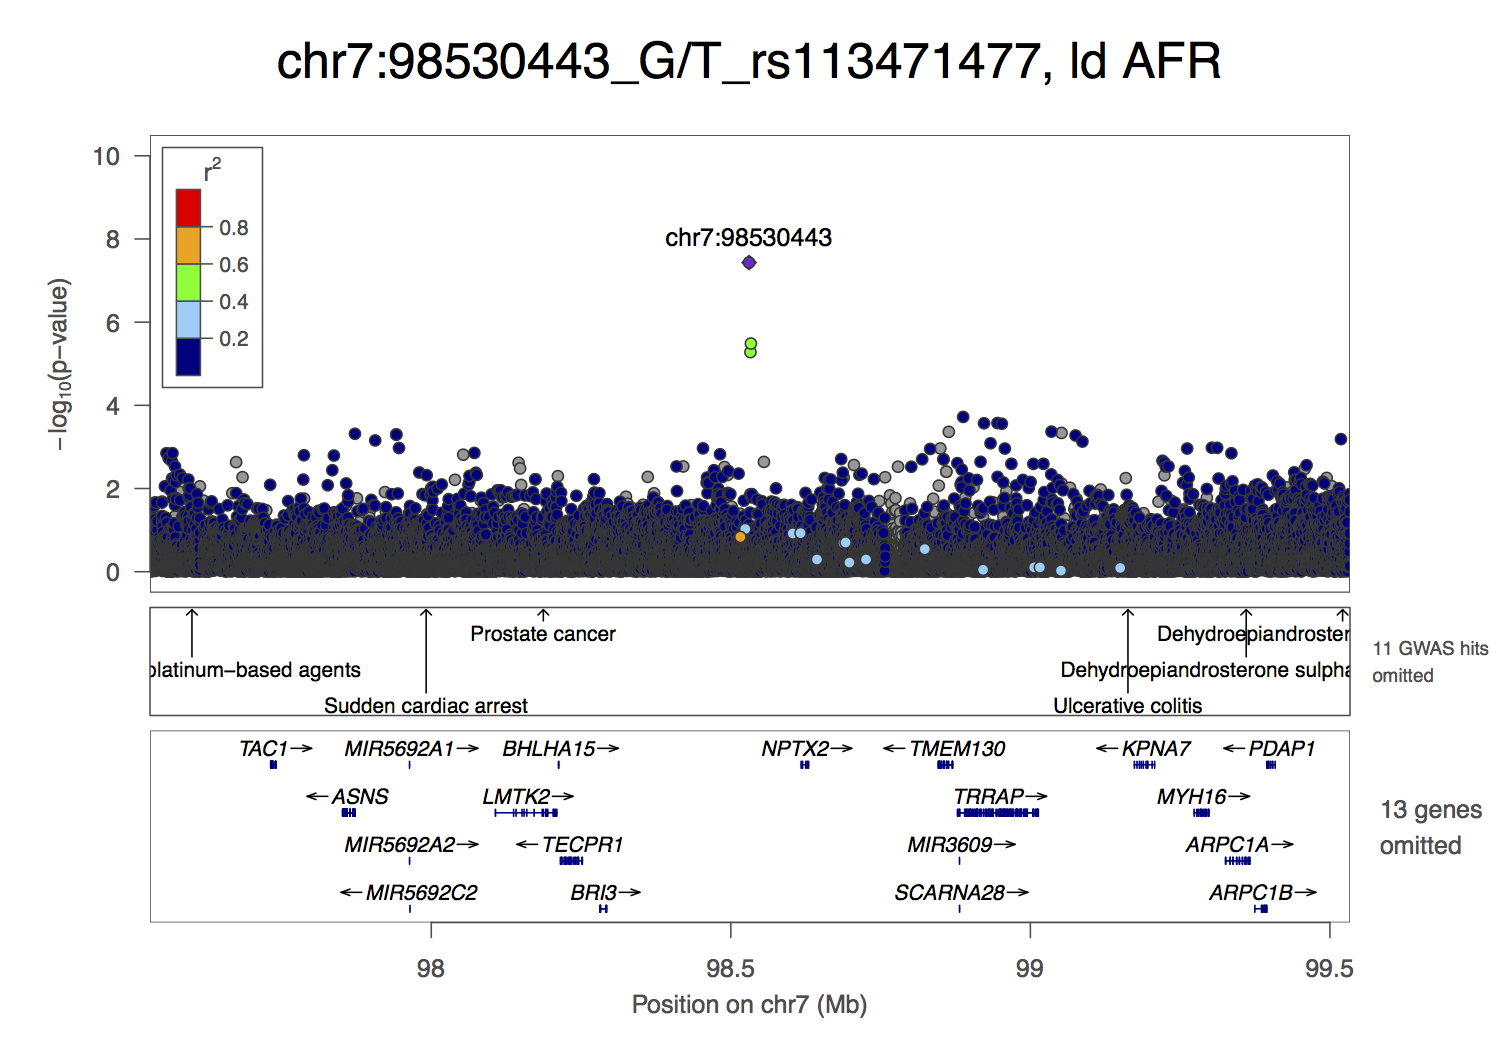 chr7:98530443_G/T_rs113471477, ld AFR
10
8
6
4
2
0
−log10(p−value)
r2
0.8
0.6
0.4
0.2
chr7:98530443
Prostate cancer
Dehydroepiandroster
platinum−based agents
Dehydroepiandrosterone sulpha
Sudden cardiac arrest
Ulcerative colitis
11 GWAS hits
omitted
TAC1
MIR5692A1
BHLHA15
NPTX2
TMEM130
KPNA7
PDAP1
ASNS
LMTK2
TRRAP
MYH16
MIR5692A2
TECPR1
MIR3609
ARPC1A
MIR5692C2
BRI3
SCARNA28
ARPC1B
13 genes
omitted
98
98.5
99
99.5
Position on chr7 (Mb)